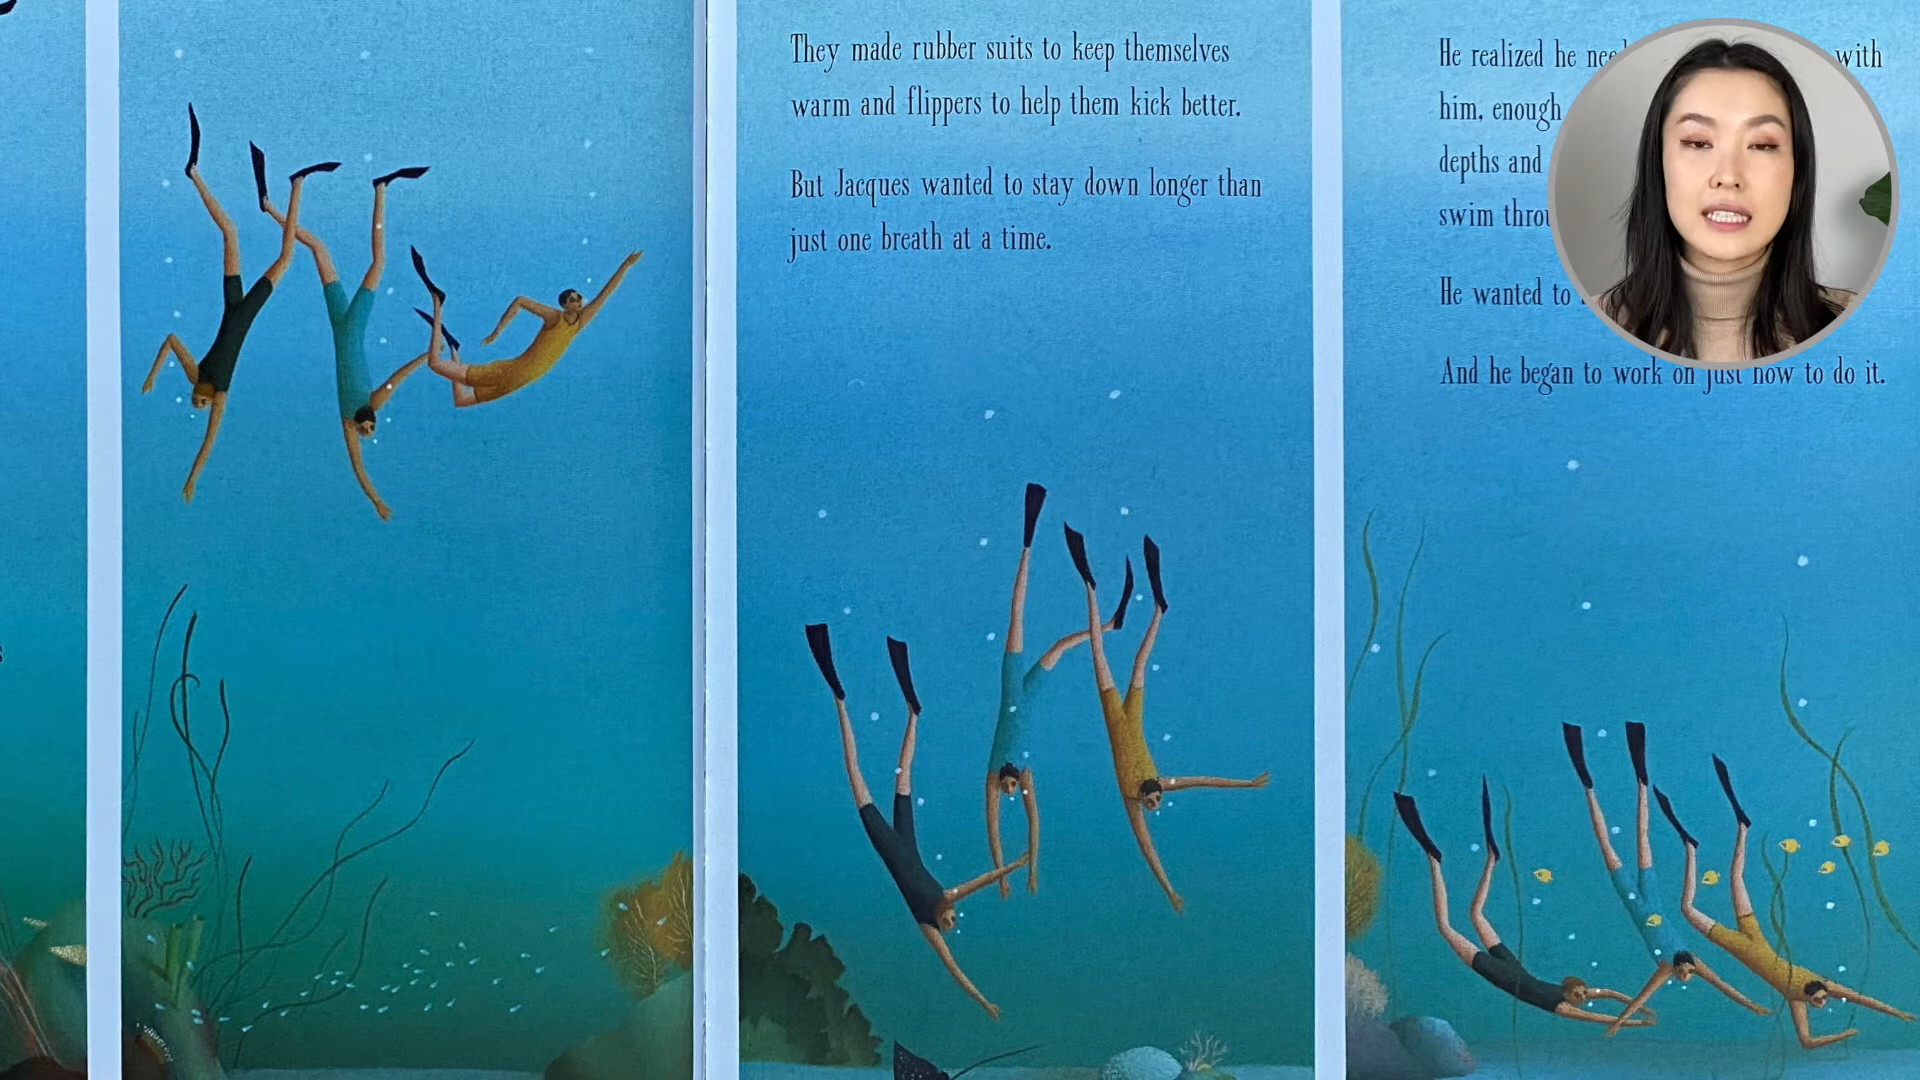 They made rubber suits to keep themselves
warm and flippers to help them kick better.
But Jacques wanted to stay down longer than
just one breath at a time.
He realized he with
him, enough
depths and
swim
He wanted to
And he began to work on just how to do it.